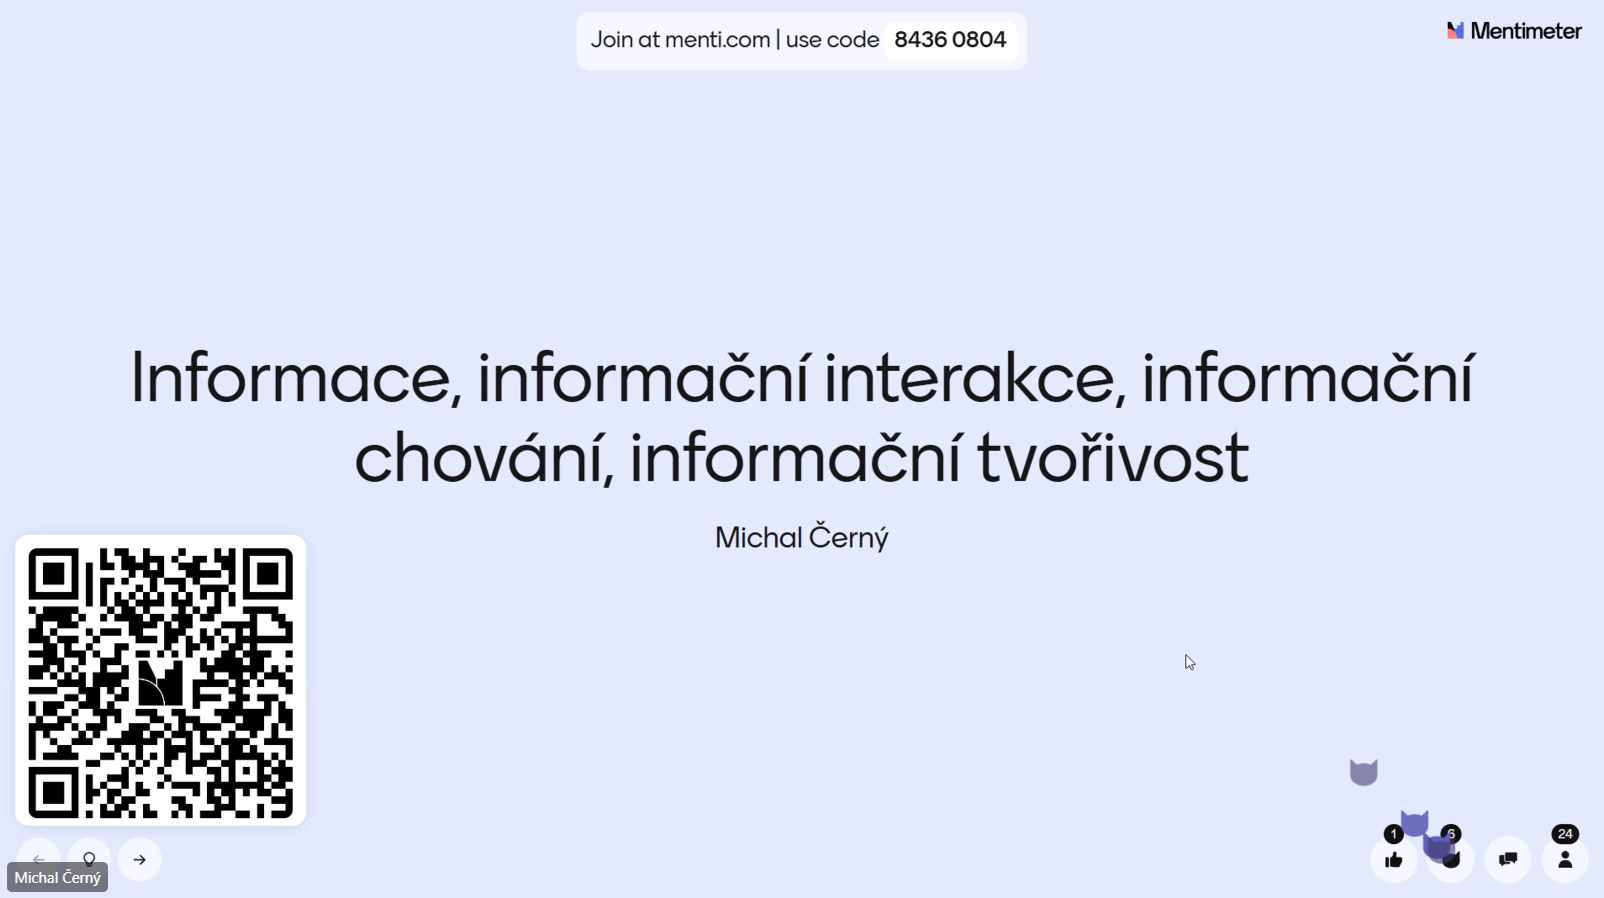 Join at menti.com | use code 8436 0804
Mentimeter
Informace, informační interakce, informační
chování, informační tvořivost
Michal Černý
Michal Černý
1
6
24